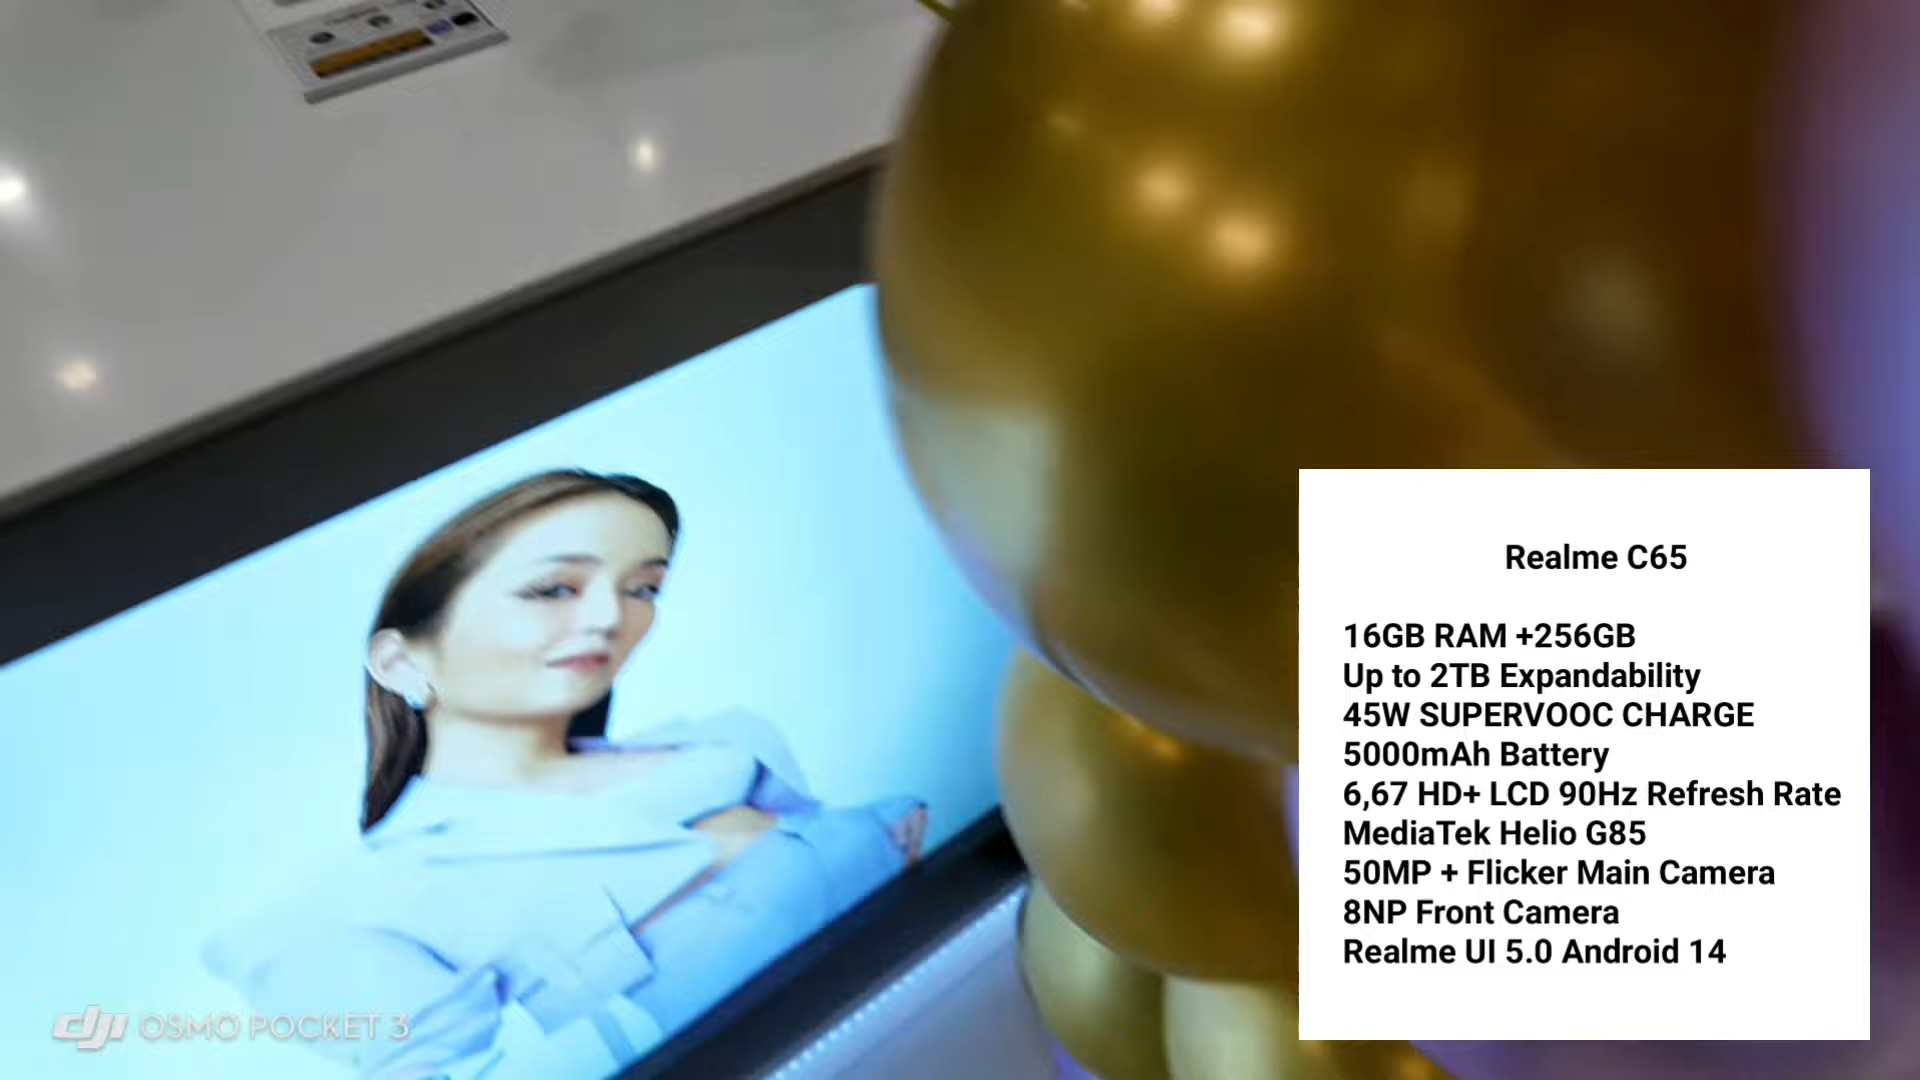 Realme C65
16GB RAM +256GB
Up to 2TB Expandability
45W SUPERVOOC CHARGE
5000mAh Battery
6,67 HD+ LCD 90Hz Refresh Rate
MediaTek Helio G85
50MP + Flicker Main Camera
8NP Front Camera
Realme UI 5.0 Android 14
dji OSMO POCKET 3